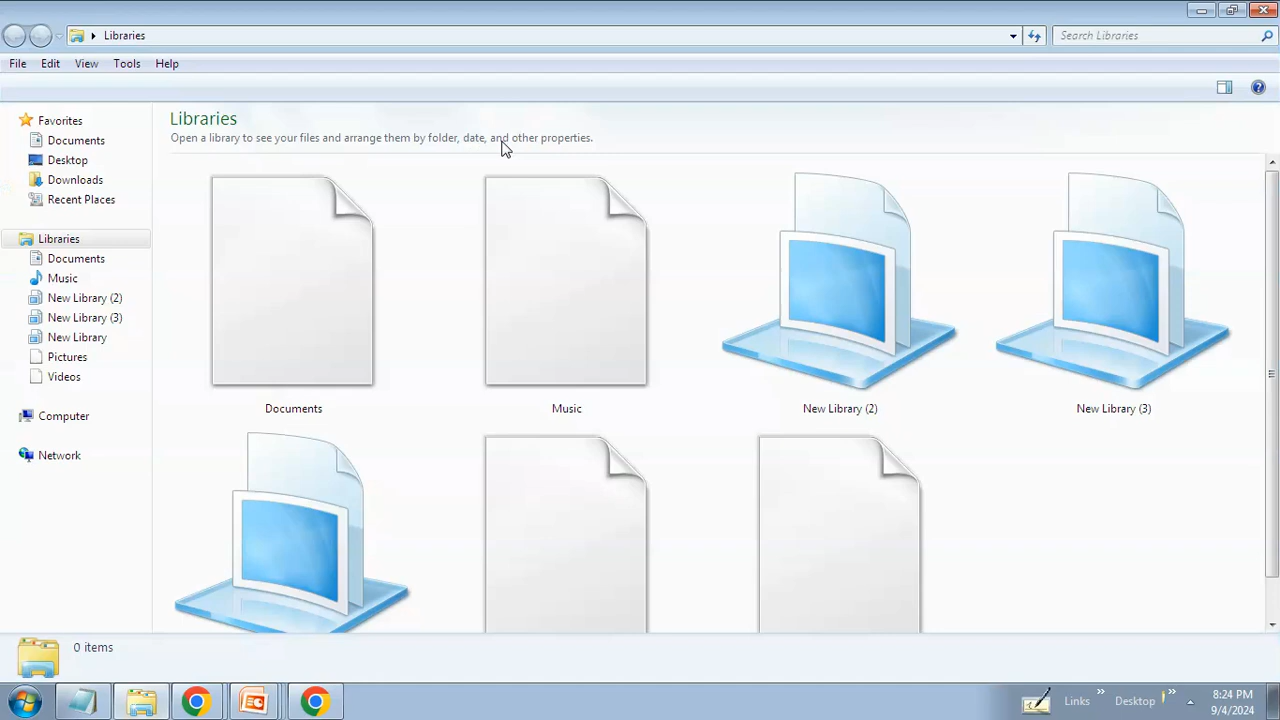 Libraries
Search Libraries
File Edit View Tools Help
Libraries
Open a library to see your files and arrange them by folder, date, and other properties.
Favorites
Documents
Desktop
Downloads
Recent Places
Libraries
Documents
Music
New Library (2)
New Library (3)
New Library
Pictures
Videos
Computer
Network
Documents
Music
New Library (2)
New Library (3)
0 items
Links
Desktop
8:24 PM
9/4/2024